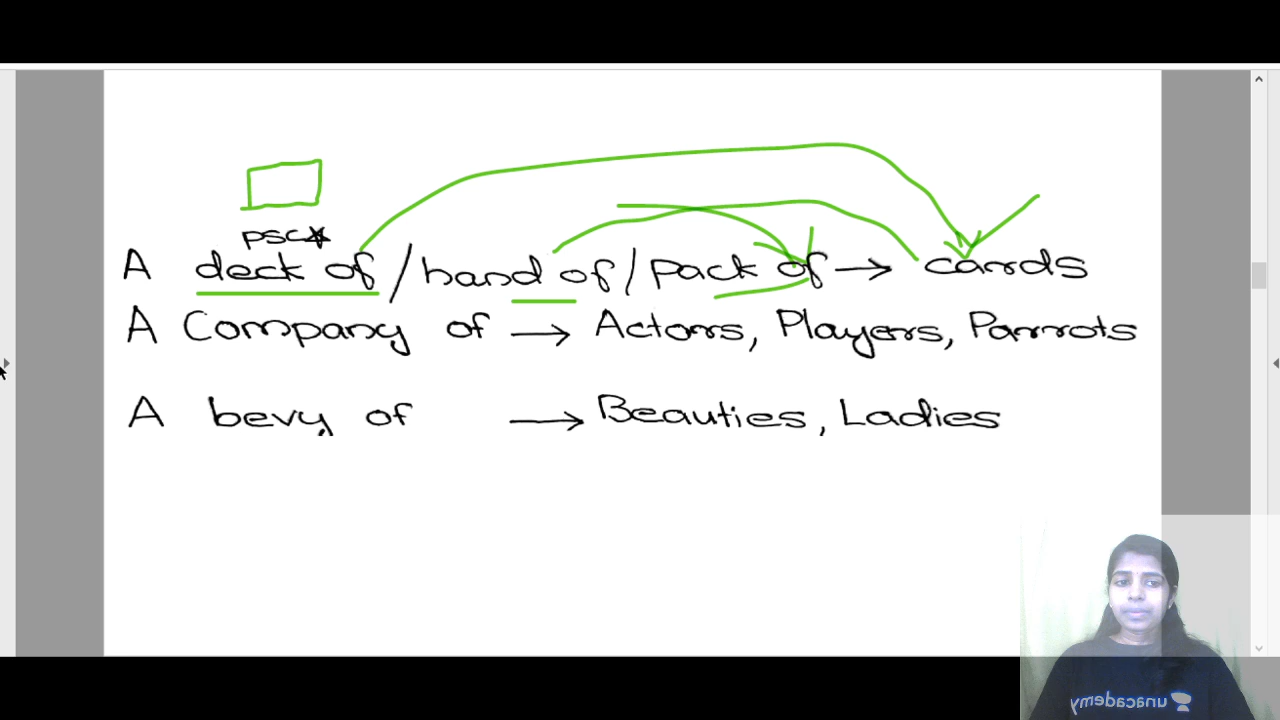 PSC*
A deck of / hand of / pack of → cards
A Company of → Actors, Players, Parrots
A bevy of → Beauties, Ladies
unacademy